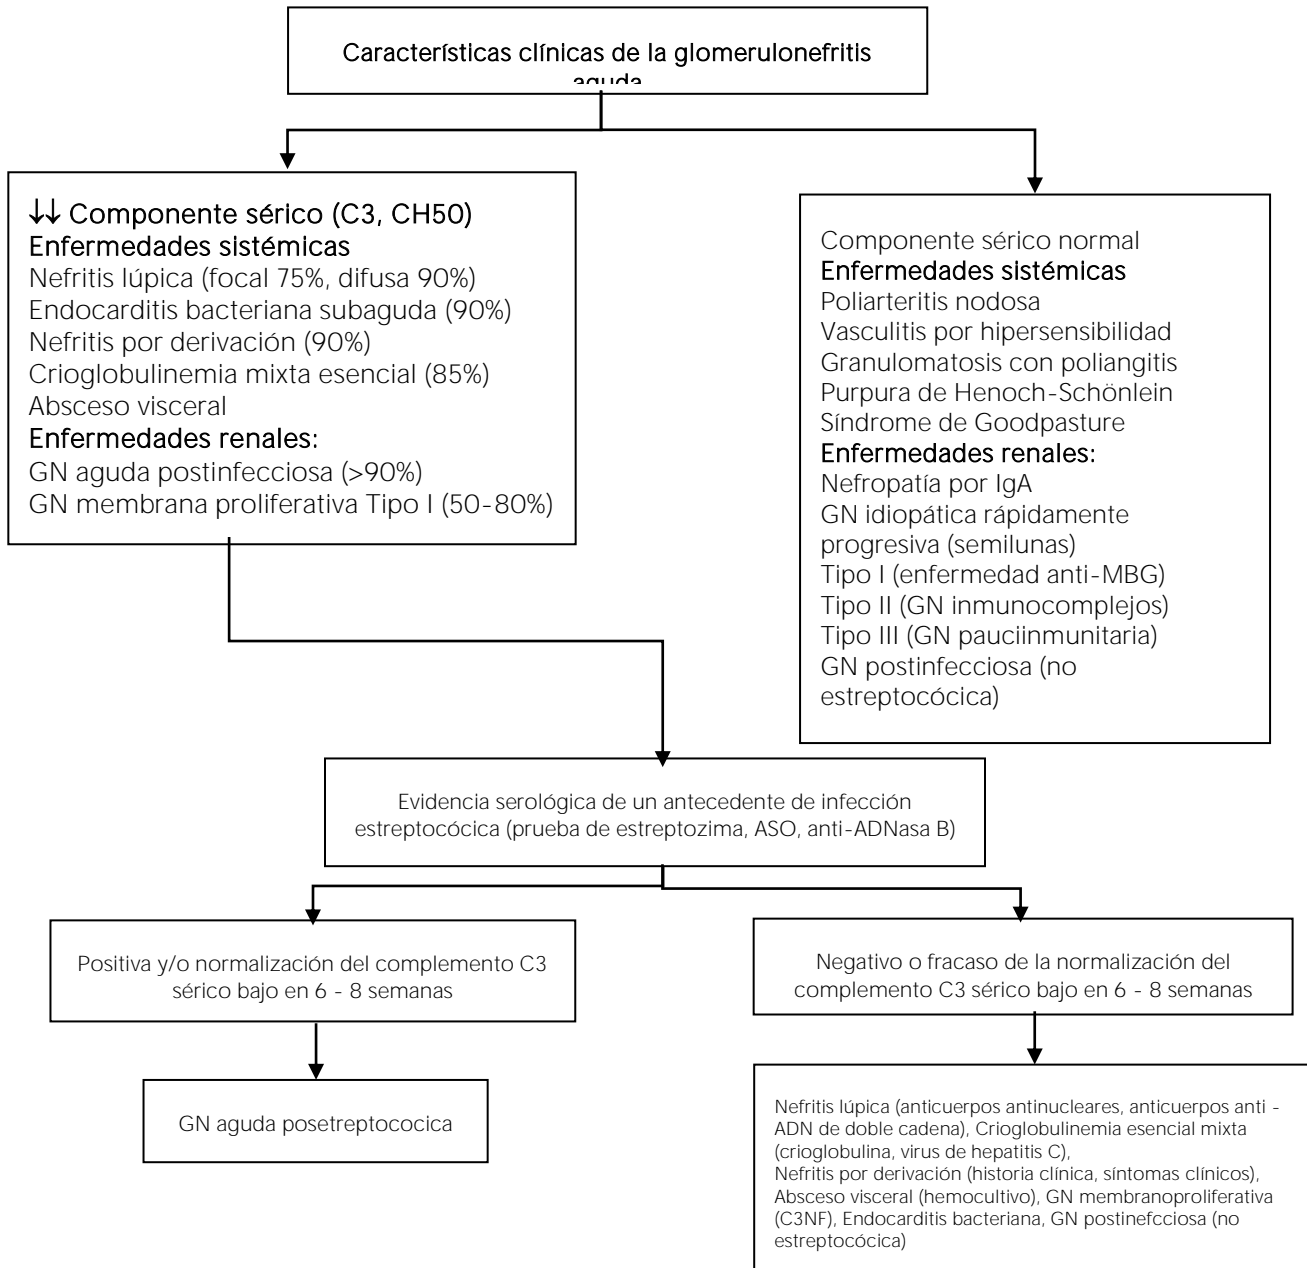 Características clínicas de la glomerulonefritis
aguda
↓↓ Componente sérico (C3, CH50)
Enfermedades sistémicas
Nefritis lúpica (focal 75%, difusa 90%)
Endocarditis bacteriana subaguda (90%)
Nefritis por derivación (90%)
Crioglobulinemia mixta esencial (85%)
Absceso visceral
Enfermedades renales:
GN aguda postinfecciosa (>90%)
GN membrana proliferativa Tipo I (50-80%)
Componente sérico normal
Enfermedades sistémicas
Poliarteritis nodosa
Vasculitis por hipersensibilidad
Granulomatosis con poliangitis
Purpura de Henoch-Schönlein
Síndrome de Goodpasture
Enfermedades renales:
Nefropatía por IgA
GN idiopática rápidamente
progresiva (semilunas)
Tipo I (enfermedad anti-MBG)
Tipo II (GN inmunocomplejos)
Tipo III (GN pauciinmunitaria)
GN postinfecciosa (no
estreptocócica)
Evidencia serológica de un antecedente de infección
estreptocócica (prueba de estreptozima, ASO, anti-ADNasa B)
Positiva y/o normalización del complemento C3
sérico bajo en 6 - 8 semanas
Negativo o fracaso de la normalización del
complemento C3 sérico bajo en 6 - 8 semanas
GN aguda posetreptococica
Nefritis lúpica (anticuerpos antinucleares, anticuerpos anti -
ADN de doble cadena), Crioglobulinemia esencial mixta
(crioglobulina, virus de hepatitis C),
Nefritis por derivación (historia clínica, síntomas clínicos),
Absceso visceral (hemocultivo), GN membranoproliferativa
(C3NF), Endocarditis bacteriana, GN postinefcciosa (no
estreptocócica)